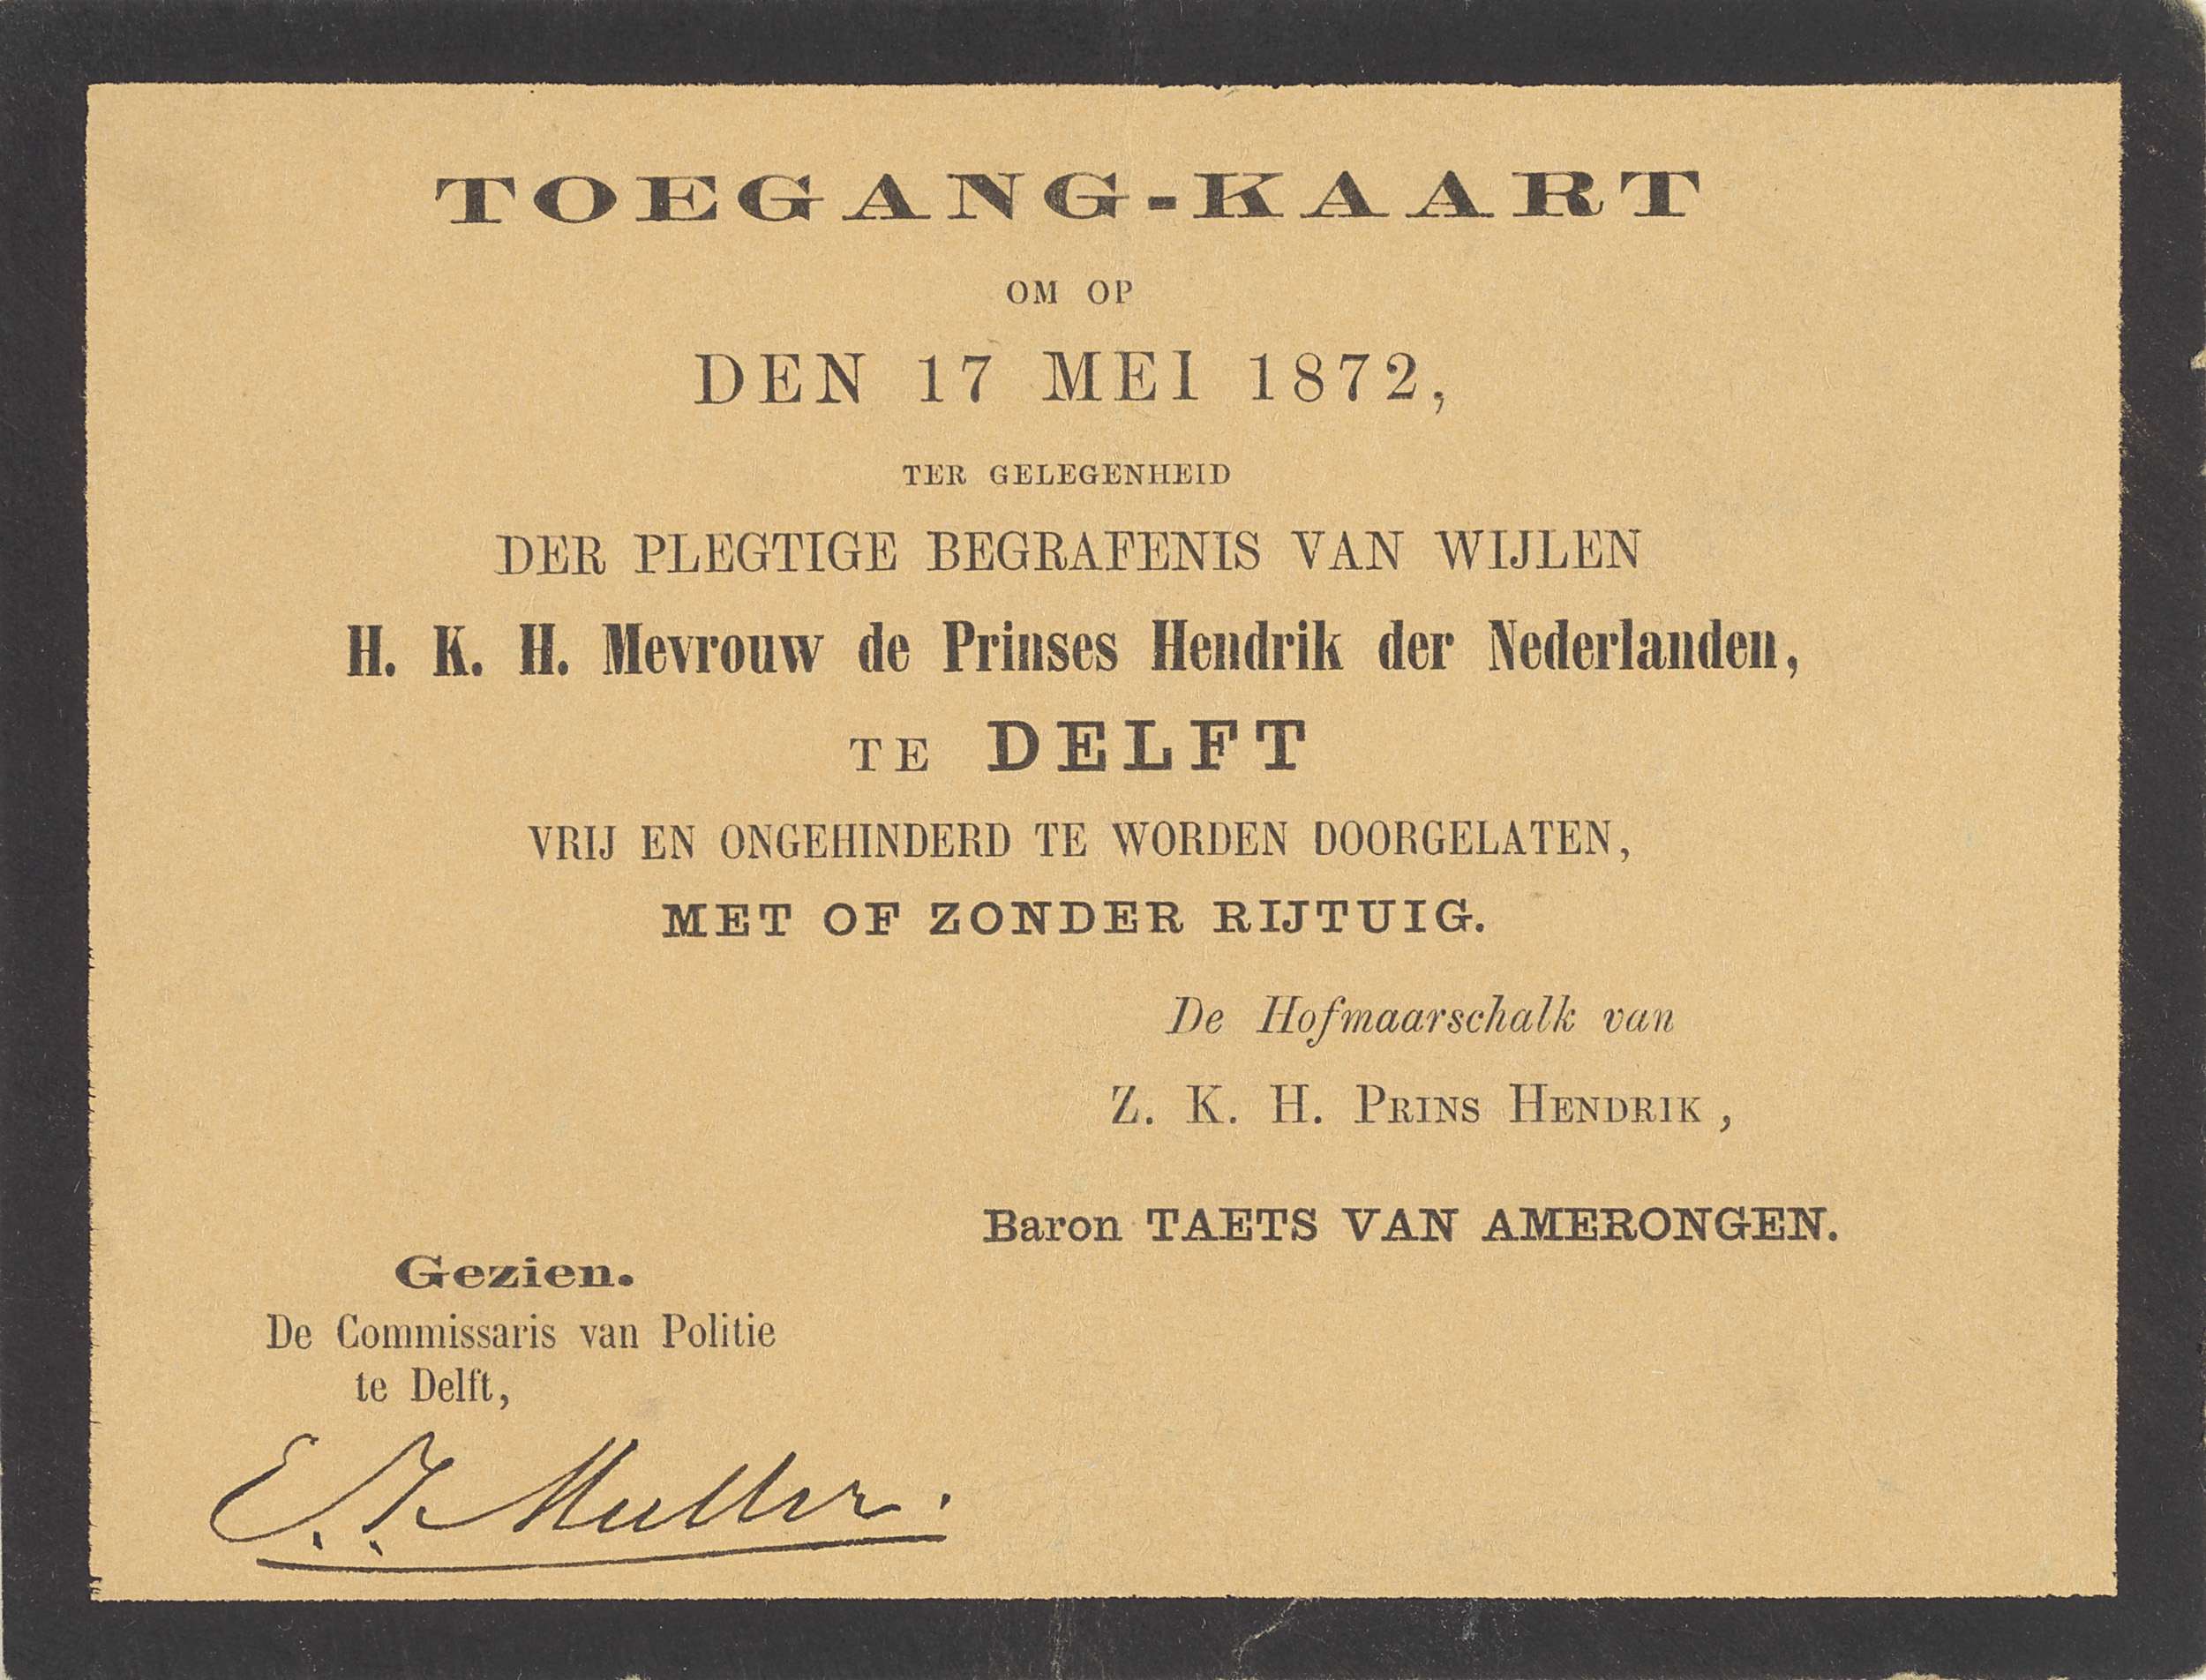 TOEGANG-KAART
OM OP
DEN 17 MEI 1872,
TER GELEGENHEID
DER PLEGTIGE BEGRAFENIS VAN WIJLEN
H. K. H. Mevrouw de Prinses Hendrik der Nederlanden,
TE DELFT
VRIJ EN ONGEHINDERD TE WORDEN DOORGELATEN,
MET OF ZONDER RIJTUIG.
De Hofmaarschalk van
Z. K. H. PRINS HENDRIK,
Baron TAETS VAN AMERONGEN.
Gezien.
De Commissaris van Politie
te Delft,
Muller.